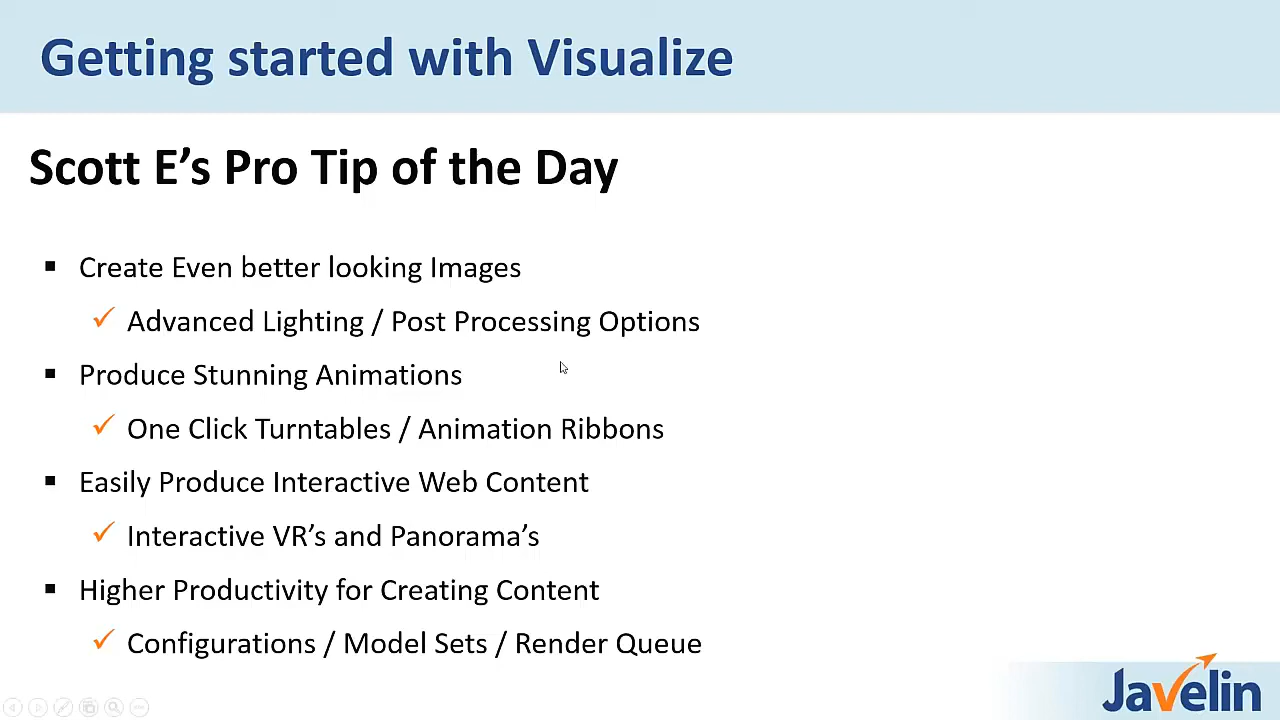 Getting started with Visualize
Scott E’s Pro Tip of the Day
Create Even better looking Images
Advanced Lighting / Post Processing Options
Produce Stunning Animations
One Click Turntables / Animation Ribbons
Easily Produce Interactive Web Content
Interactive VR’s and Panorama’s
Higher Productivity for Creating Content
Configurations / Model Sets / Render Queue
Javelin